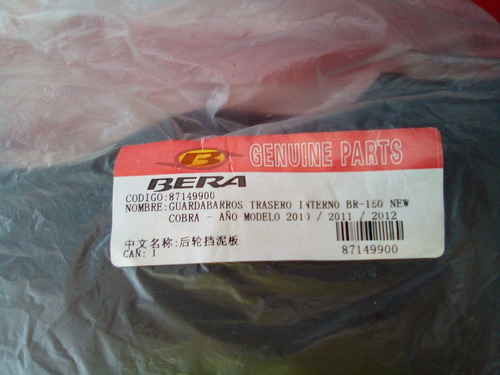 B
GENUINE PARTS
BERA
CODIGO:87149900
NOMBRE:GUARDABARROS TRASERO INTERNO BR-150 NEW
COBRA - AÑO MODELO 2010 / 2011 / 2012
中文名称:后轮挡泥板
CAN: 1
87149900